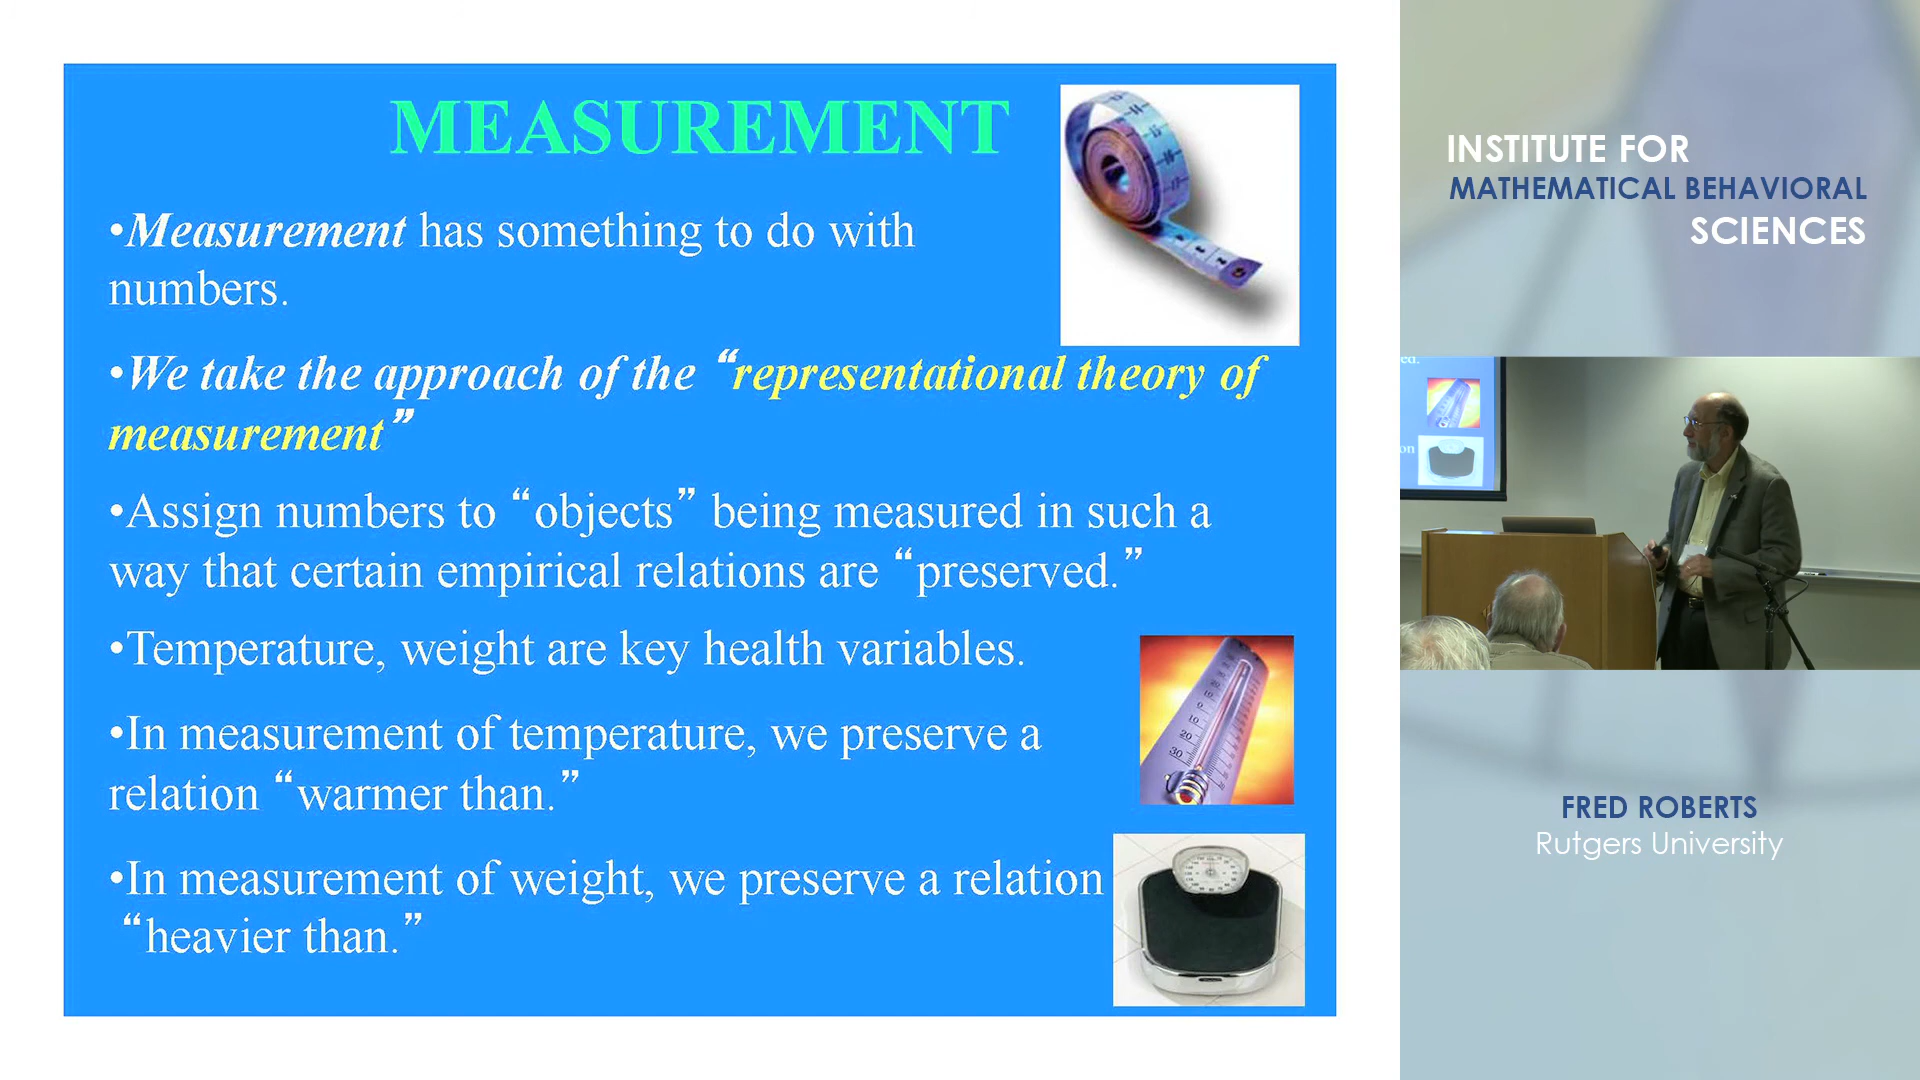 MEASUREMENT
•Measurement has something to do with
numbers.
•We take the approach of the “representational theory of
measurement”
•Assign numbers to “objects” being measured in such a
way that certain empirical relations are “preserved.”
•Temperature, weight are key health variables.
•In measurement of temperature, we preserve a
relation “warmer than.”
•In measurement of weight, we preserve a relation
“heavier than.”
INSTITUTE FOR
MATHEMATICAL BEHAVIORAL
SCIENCES
ed.
on
FRED ROBERTS
Rutgers University